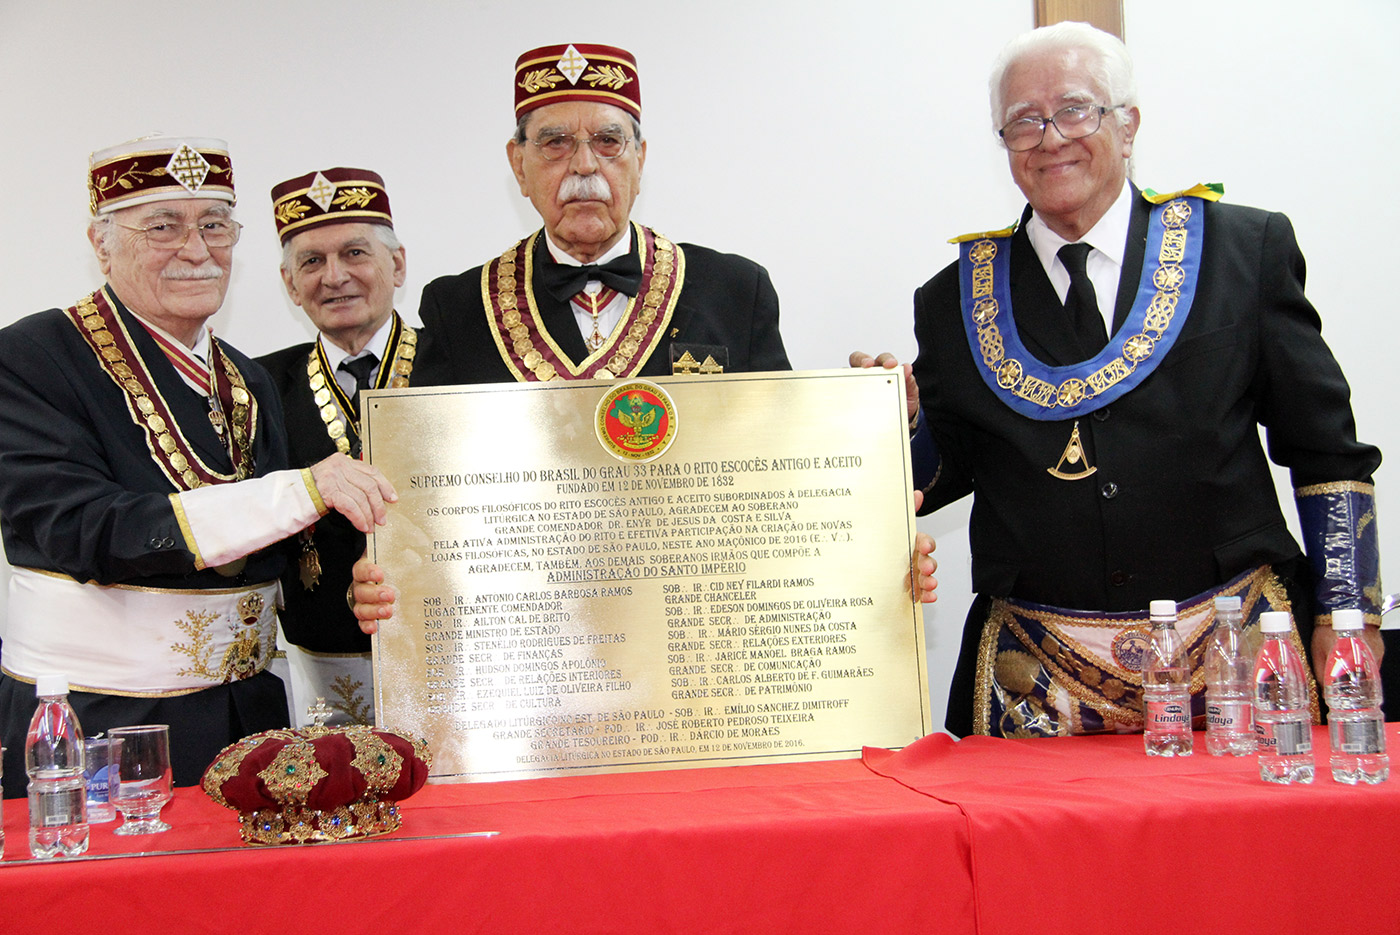 SUPREMO CONSELHO DO BRASIL DO GRAU 33 PARA O RITO ESCOCÊS ANTIGO E ACEITO
FUNDADO EM 12 DE NOVEMBRO DE 1832
OS CORPOS FILOSÓFICOS DO RITO ESCOCÊS ANTIGO E ACEITO SUBORDINADOS À DELEGACIA
LITÚRGICA NO ESTADO DE SÃO PAULO, AGRADECEM AO SOBERANO
GRANDE COMENDADOR DR. ENYR DE JESUS DA COSTA E SILVA
PELA ATIVA ADMINISTRAÇÃO DO RITO E EFETIVA PARTICIPAÇÃO NA CRIAÇÃO DE NOVAS
LOJAS FILOSOFICAS, NO ESTADO DE SÃO PAULO, NESTE ANO MAÇÔNICO DE 2016 (E∴ V∴).
AGRADECEM, TAMBEM, AOS DEMAIS SOBERANOS IRMÃOS QUE COMPÕE A
ADMINISTRAÇÃO DO SANTO IMPÉRIO
SOB∴ IR∴ ANTONIO CARLOS BARBOSA RAMOS
LUGAR TENENTE COMENDADOR
SOB∴ IR∴ AILTON CAL DE BRITO
GRANDE MINISTRO DE ESTADO
SOB∴ IR∴ STENELIO RODRIGUES DE FREITAS
GRANDE SECR∴ DE FINANÇAS
IR∴ HUDSON DOMINGOS APOLÔNIO
SECR∴ DE RELAÇÕES INTERIORES
IR∴ EZEQUIEL LUIZ DE OLIVEIRA FILHO
GRANDE SECR∴ DE CULTURA
SOB∴ IR∴ CID NEY FILARDI RAMOS
GRANDE CHANCELER
SOB∴ IR∴ EDESON DOMINGOS DE OLIVEIRA ROSA
GRANDE SECR∴ DE ADMINISTRAÇÃO
SOB∴ IR∴ MÁRIO SÉRGIO NUNES DA COSTA
GRANDE SECR∴ RELAÇÕES EXTERIORES
SOB∴ IR∴ JARICÉ MANOEL BRAGA RAMOS
GRANDE SECR∴ DE COMUNICAÇÃO
SOB∴ IR∴ CARLOS ALBERTO DE F. GUIMARÃES
GRANDE SECR∴ DE PATRIMÔNIO
DELEGADO LITÚRGICO NO EST. DE SÃO PAULO - SOB∴ IR∴ EMÍLIO SANCHEZ DIMITROFF
GRANDE SECRETARIO - POD∴ IR∴ JOSÉ ROBERTO PEDROSO TEIXEIRA
GRANDE TESOUREIRO - POD∴ IR∴ DÁRCIO DE MORAES
DELEGACIA LITÚRGICA NO ESTADO DE SÃO PAULO, EM 12 DE NOVEMBRO DE 2016.
Lindoya
Lindoya
Lindoya